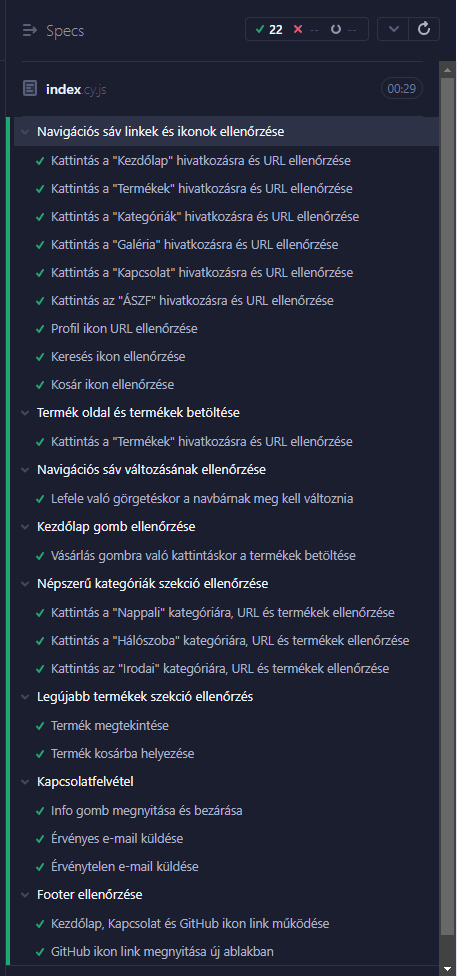 Specs
22 -- --
index.cy.js 00:29
Navigációs sáv linkek és ikonok ellenőrzése
Kattintás a "Kezdőlap" hivatkozásra és URL ellenőrzése
Kattintás a "Termékek" hivatkozásra és URL ellenőrzése
Kattintás a "Kategóriák" hivatkozásra és URL ellenőrzése
Kattintás a "Galéria" hivatkozásra és URL ellenőrzése
Kattintás a "Kapcsolat" hivatkozásra és URL ellenőrzése
Kattintás az "ÁSZF" hivatkozásra és URL ellenőrzése
Profil ikon URL ellenőrzése
Keresés ikon ellenőrzése
Kosár ikon ellenőrzése
Termék oldal és termékek betöltése
Kattintás a "Termékek" hivatkozásra és URL ellenőrzése
Navigációs sáv változásának ellenőrzése
Lefele való görgetéskor a navbárnak meg kell változnia
Kezdőlap gomb ellenőrzése
Vásárlás gombra való kattintáskor a termékek betöltése
Népszerű kategóriák szekció ellenőrzése
Kattintás a "Nappali" kategóriára, URL és termékek ellenőrzése
Kattintás a "Hálószoba" kategóriára, URL és termékek ellenőrzése
Kattintás az "Irodai" kategóriára, URL és termékek ellenőrzése
Legújabb termékek szekció ellenőrzés
Termék megtekintése
Termék kosárba helyezése
Kapcsolatfelvétel
Info gomb megnyitása és bezárása
Érvényes e-mail küldése
Érvénytelen e-mail küldése
Footer ellenőrzése
Kezdőlap, Kapcsolat és GitHub ikon link működése
GitHub ikon link megnyitása új ablakban